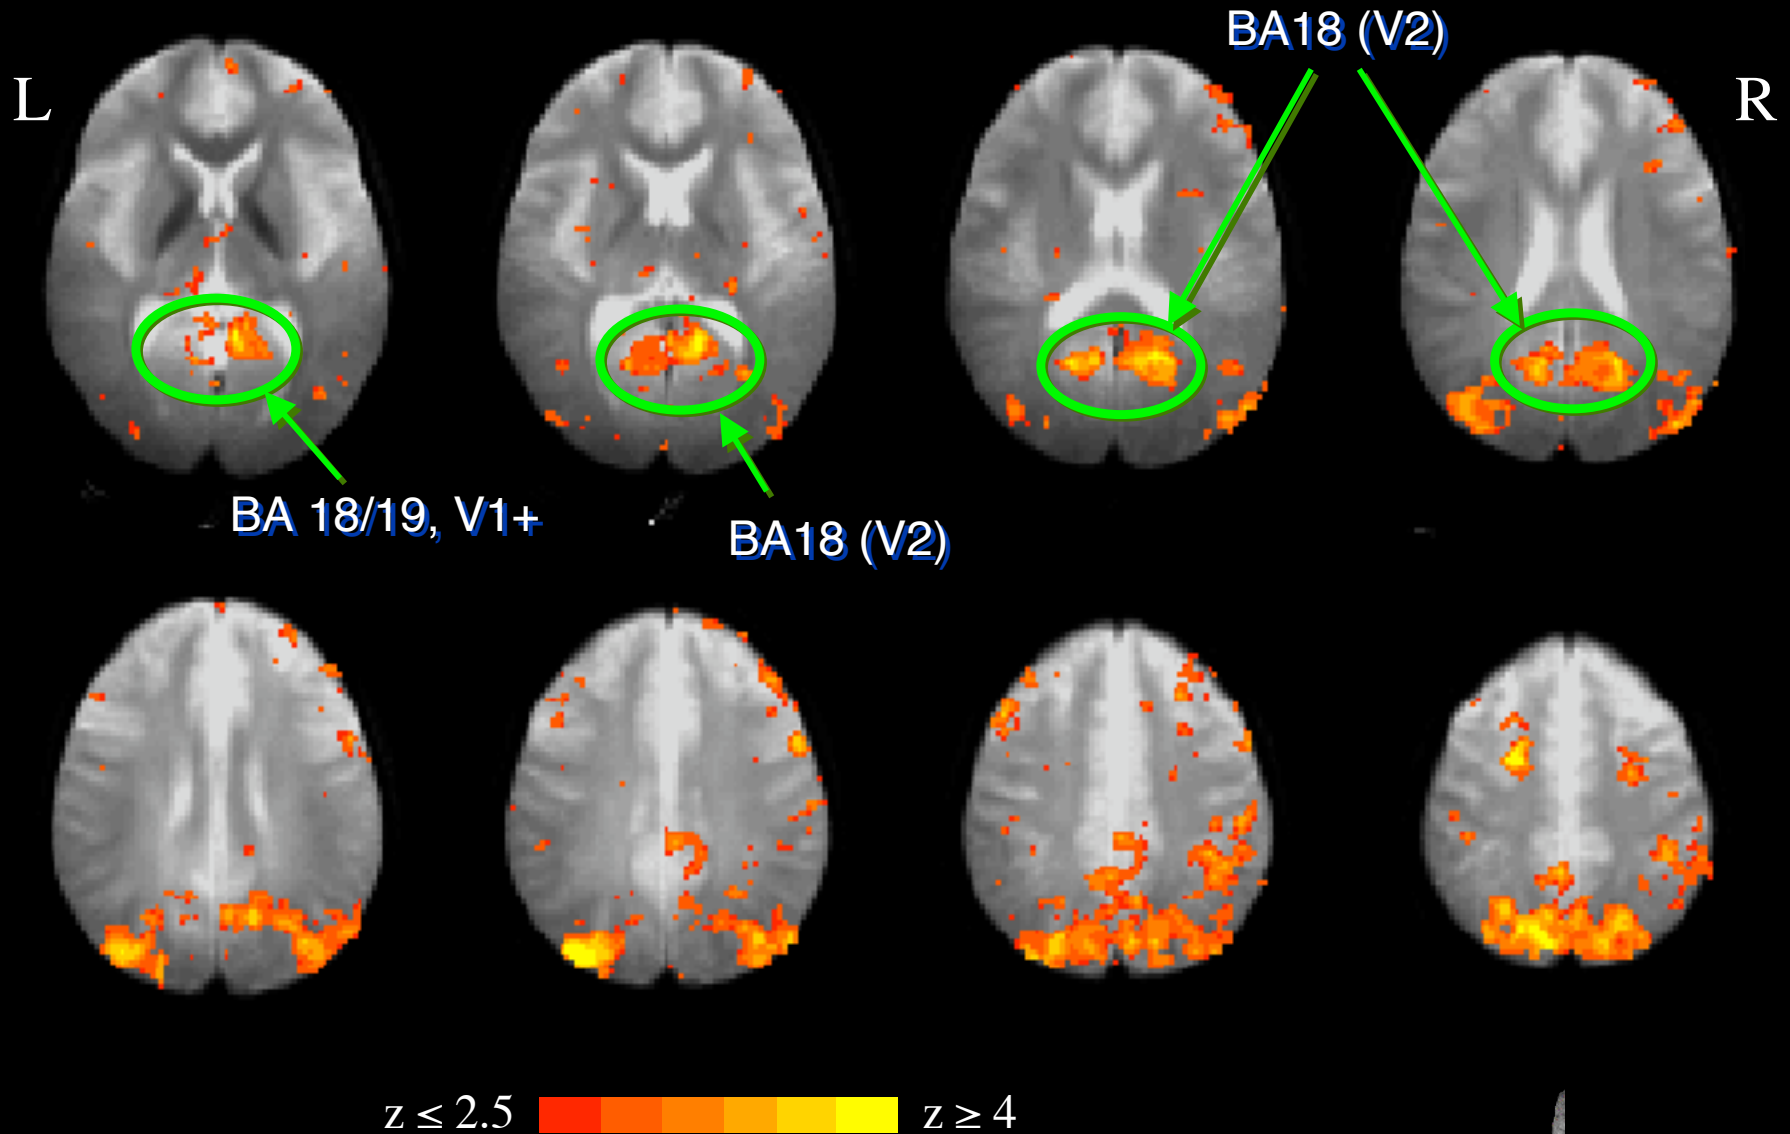 BA18 (V2)
L
R
BA 18/19, V1+
BA18 (V2)
z ≤ 2.5
z ≥ 4